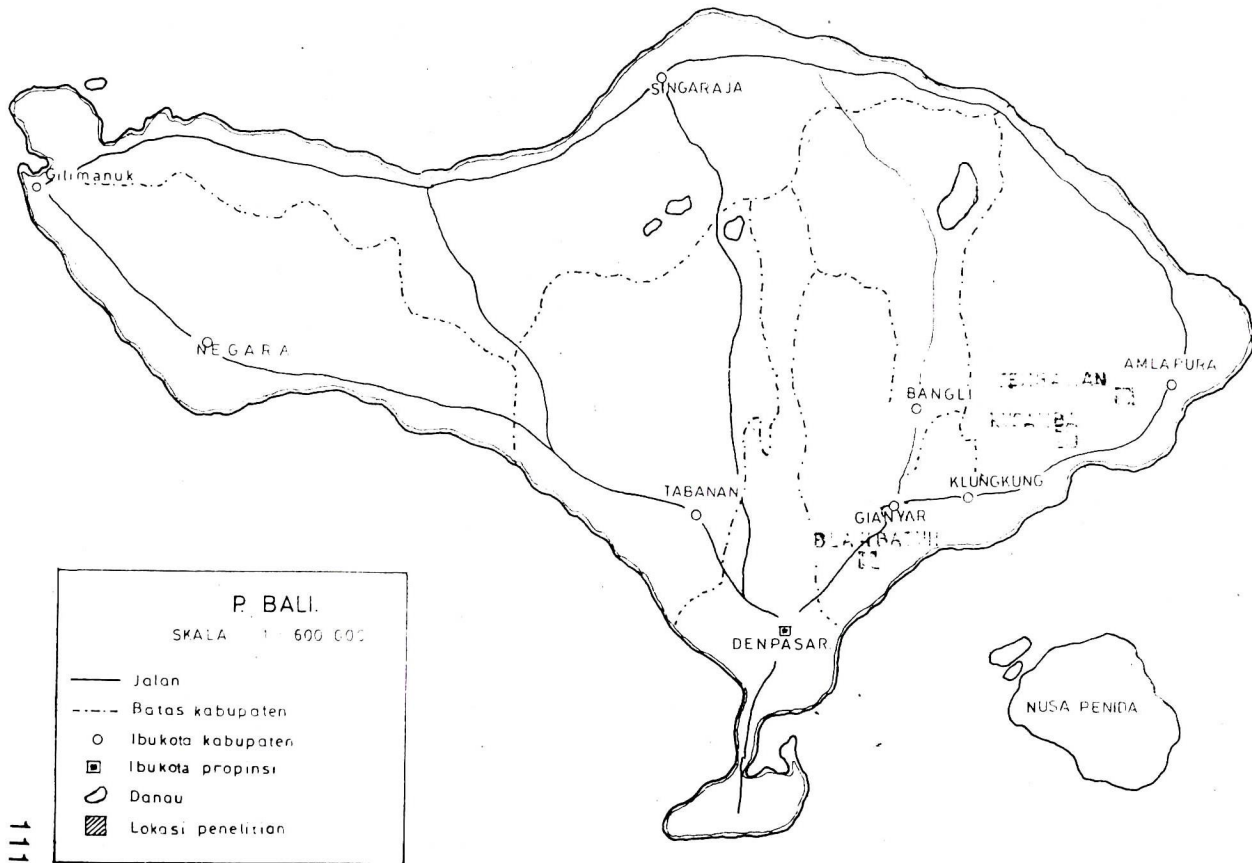 SINGARAJA
Gilimanuk
NEGARA
AMLAPURA
BANGLI
TABANAN
KLUNGKUNG
GIANYAR
DENPASAR
NUSA PENIDA
P. BALI.
SKALA 1 : 600 000
Jalan
Batas kabupaten
Ibukota kabupaten
Ibukota propinsi
Danau
Lokasi penelitian
111